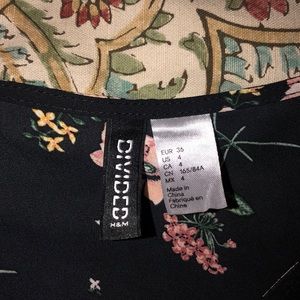 DIVIDED
H&M
EUR 36
US 4
CA 4
CN 165/84A
MX 4
Made in
China
Fabriqué en
Chine